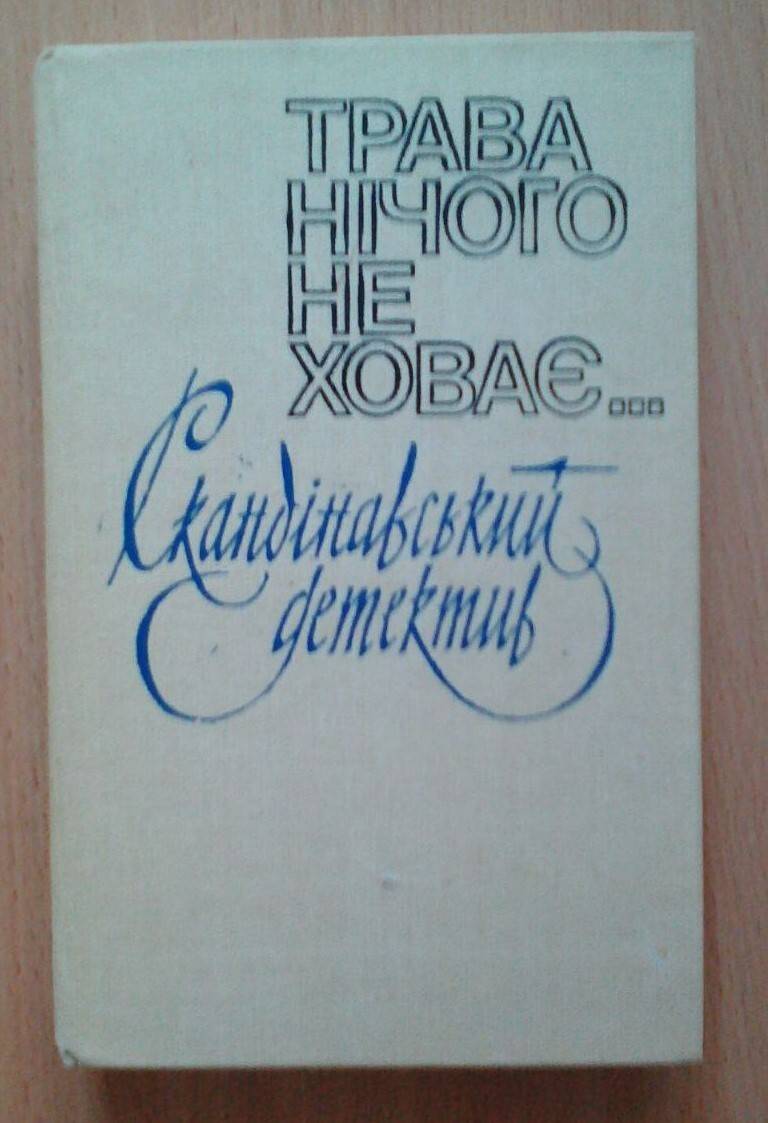 ТРАВА
НІЧОГО
НЕ
ХОВАЄ...
Скандінавський
детектив